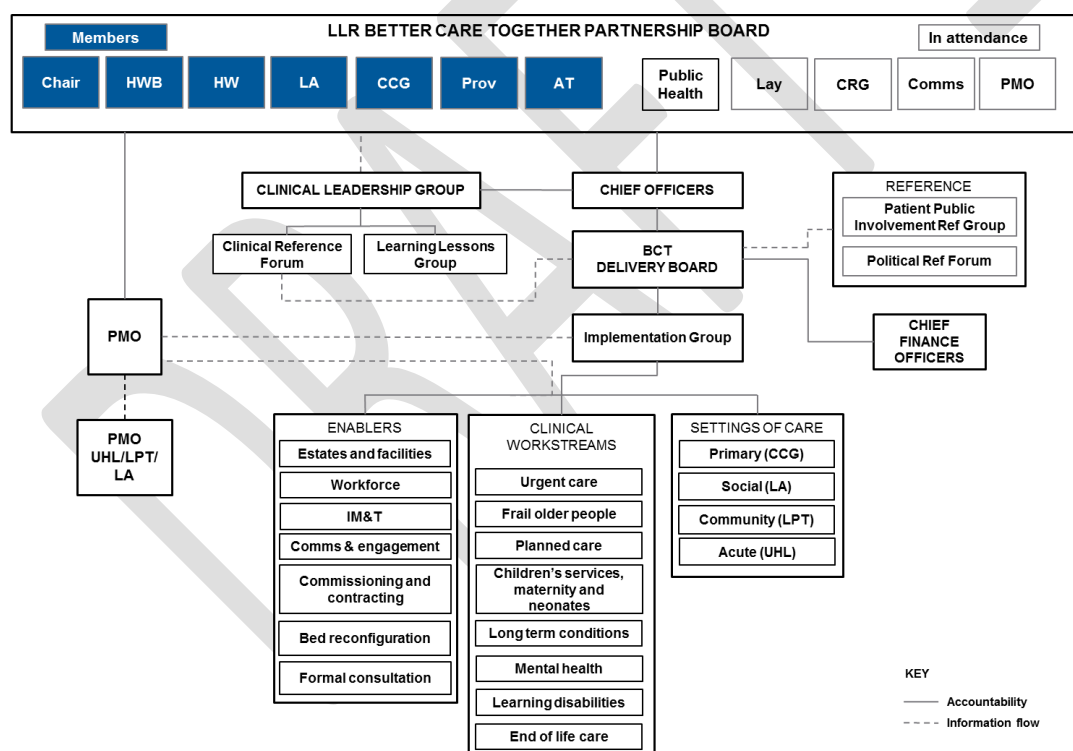 LLR BETTER CARE TOGETHER PARTNERSHIP BOARD
Members
In attendance
Chair
HWB
HW
LA
CCG
Prov
AT
Public
Health
Lay
CRG
Comms
PMO
CLINICAL LEADERSHIP GROUP
CHIEF OFFICERS
REFERENCE
Patient Public
Involvement Ref Group
Political Ref Forum
Clinical Reference
Forum
Learning Lessons
Group
BCT
DELIVERY BOARD
PMO
Implementation Group
CHIEF
FINANCE
OFFICERS
PMO
UHL/LPT/
LA
ENABLERS
Estates and facilities
Workforce
IM&T
Comms & engagement
Commissioning and
contracting
Bed reconfiguration
Formal consultation
CLINICAL
WORKSTREAMS
Urgent care
Frail older people
Planned care
Children's services,
maternity and
neonates
Long term conditions
Mental health
Learning disabilities
End of life care
SETTINGS OF CARE
Primary (CCG)
Social (LA)
Community (LPT)
Acute (UHL)
KEY
Accountability
Information flow
DRAFT